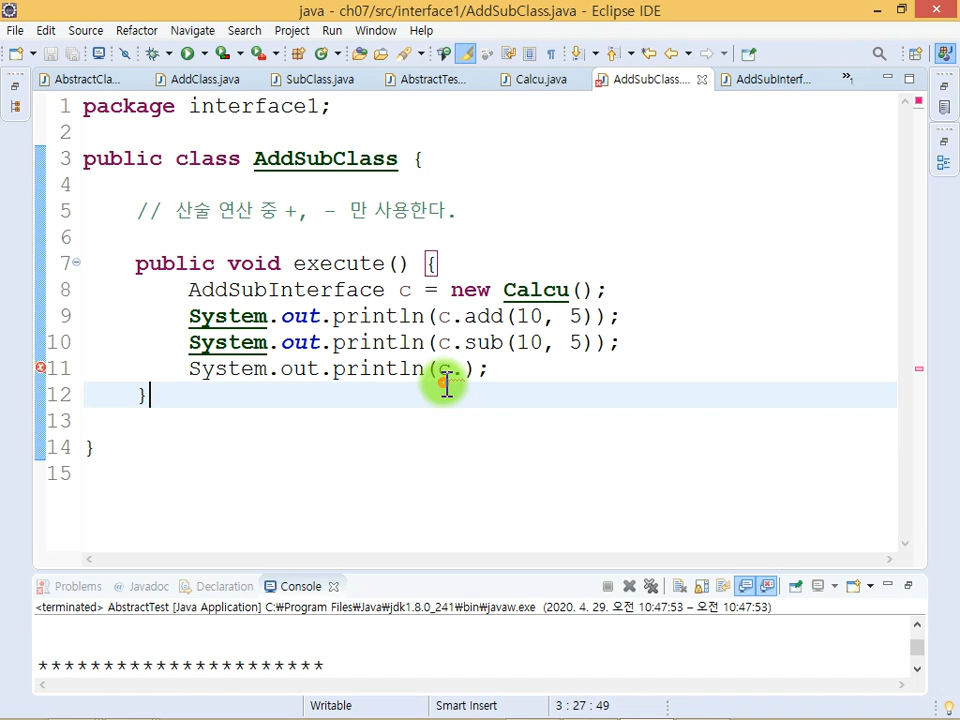 java - ch07/src/interface1/AddSubClass.java - Eclipse IDE
File Edit Source Refactor Navigate Search Project Run Window Help
AbstractCla... AddClass.java SubClass.java AbstractTes... Calcu.java AddSubClass.... AddSubInterf... »₁
1 package interface1;
2
3 public class AddSubClass {
4
5 // 산술 연산 중 +, - 만 사용한다.
6
7 public void execute() {
8 AddSubInterface c = new Calcu();
9 System.out.println(c.add(10, 5));
10 System.out.println(c.sub(10, 5));
11 System.out.println(c.);
12 }
13
14 }
15
Problems @ Javadoc Declaration Console
<terminated> AbstractTest [Java Application] C:₩Program Files₩Java₩jdk1.8.0_241₩bin₩javaw.exe (2020. 4. 29. 오전 10:47:53 – 오전 10:47:53)
**********************
Writable Smart Insert 3 : 27 : 49